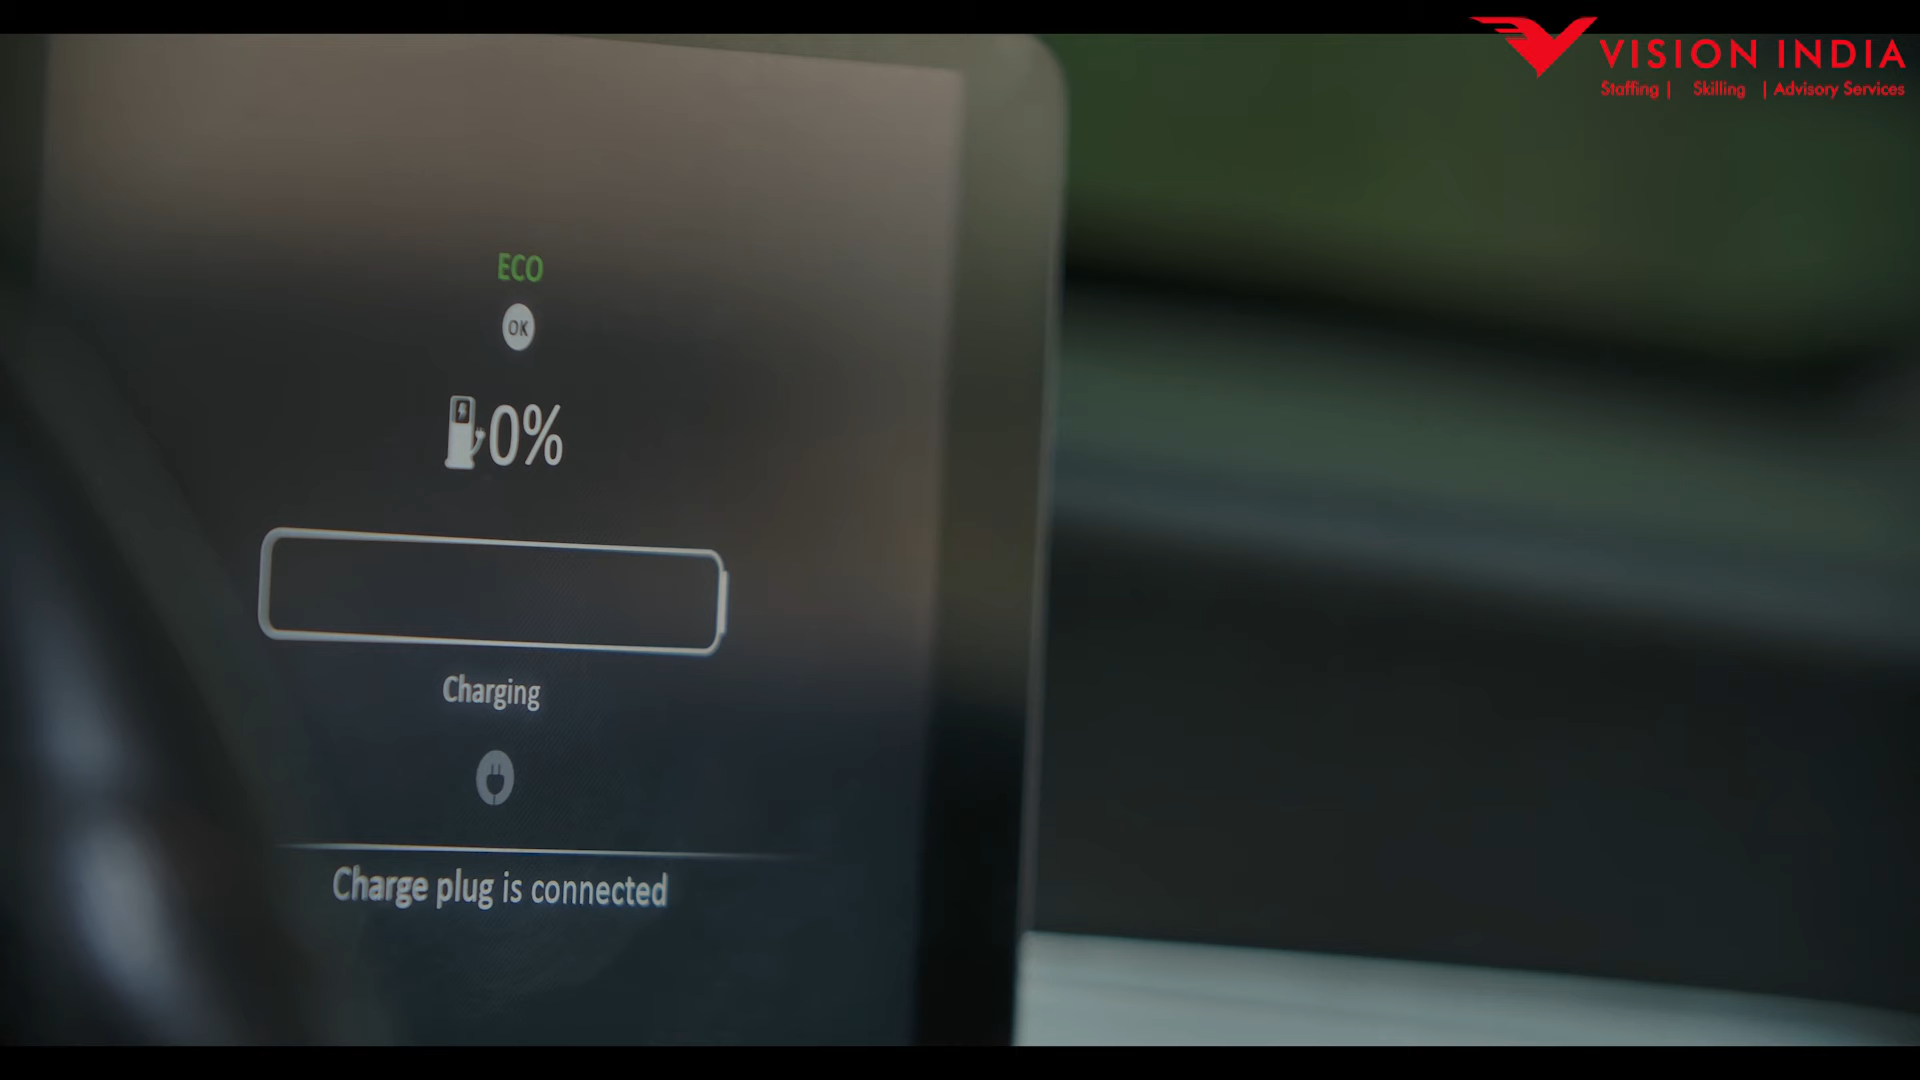 VISION INDIA
Staffing | Skilling | Advisory Services
ECO
OK
0%
Charging
Charge plug is connected